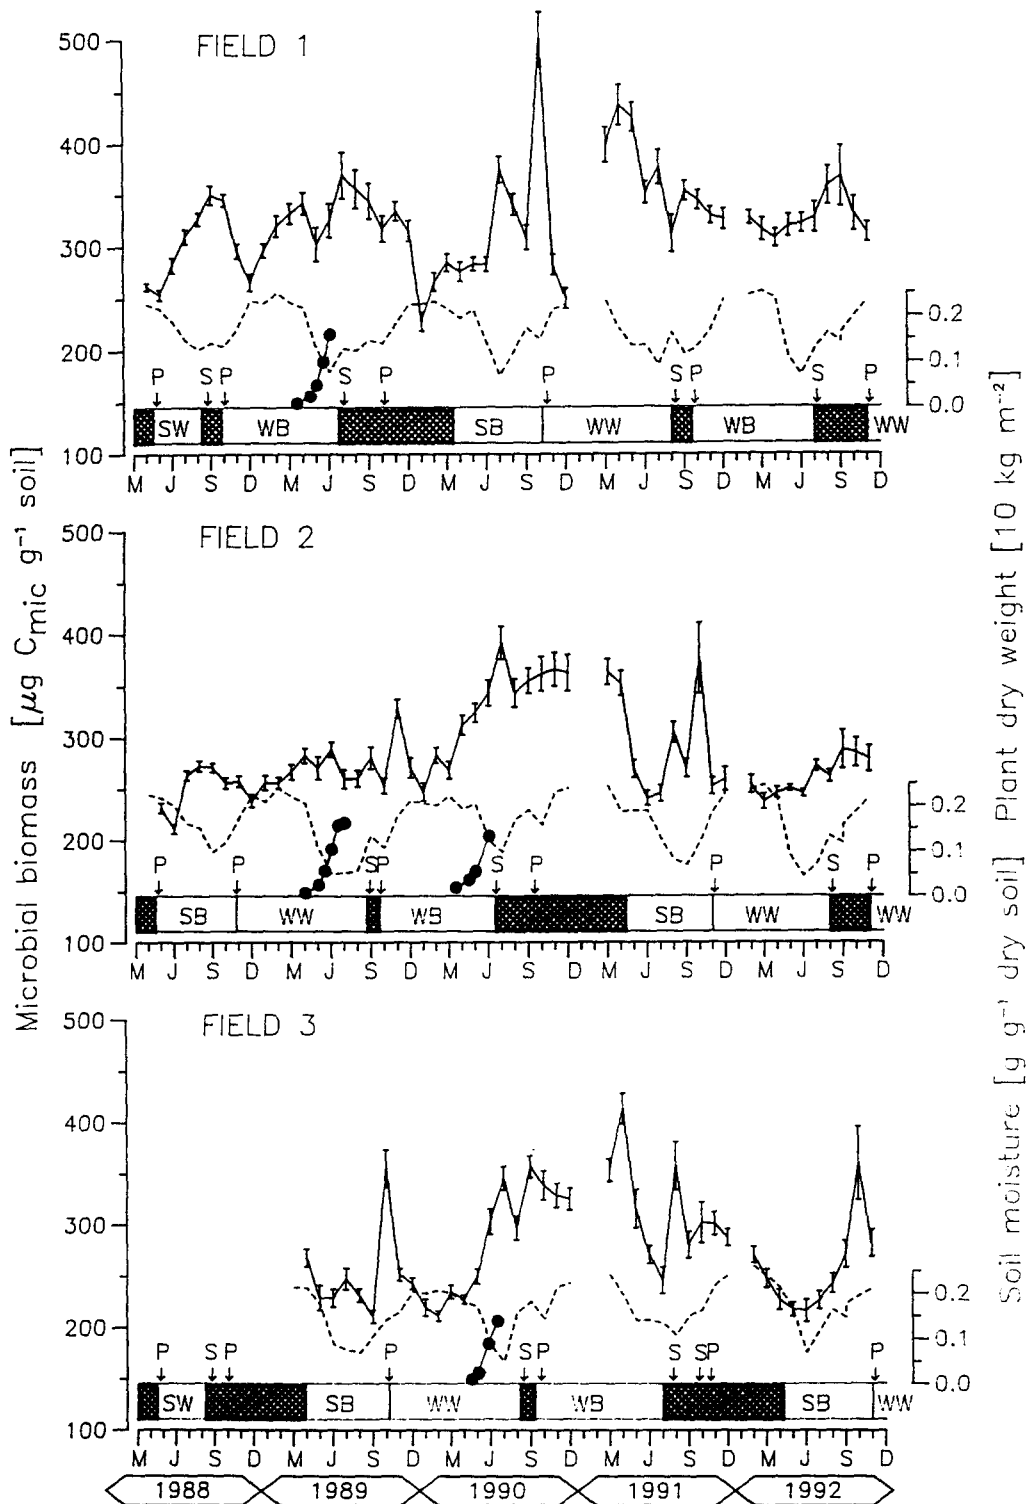 Microbial biomass [µg Cmic g⁻¹ soil]
Soil moisture [g g⁻¹ dry soil] Plant dry weight [10 kg m⁻²]
FIELD 1
500
400
300
200
100
0.2
0.1
0.0
P S P S P P S P S P
SW WB SB WW WB WW
M J S D M J S D M J S D M J S D M J S D
FIELD 2
500
400
300
200
100
0.2
0.1
0.0
P P S P S P P S P
SB WW WB SB WW WW
M J S D M J S D M J S D M J S D M J S D
FIELD 3
500
400
300
200
100
0.2
0.1
0.0
P S P P S P S S P P
SW SB WW WB SB WW
M J S D M J S D M J S D M J S D M J S D
1988 1989 1990 1991 1992